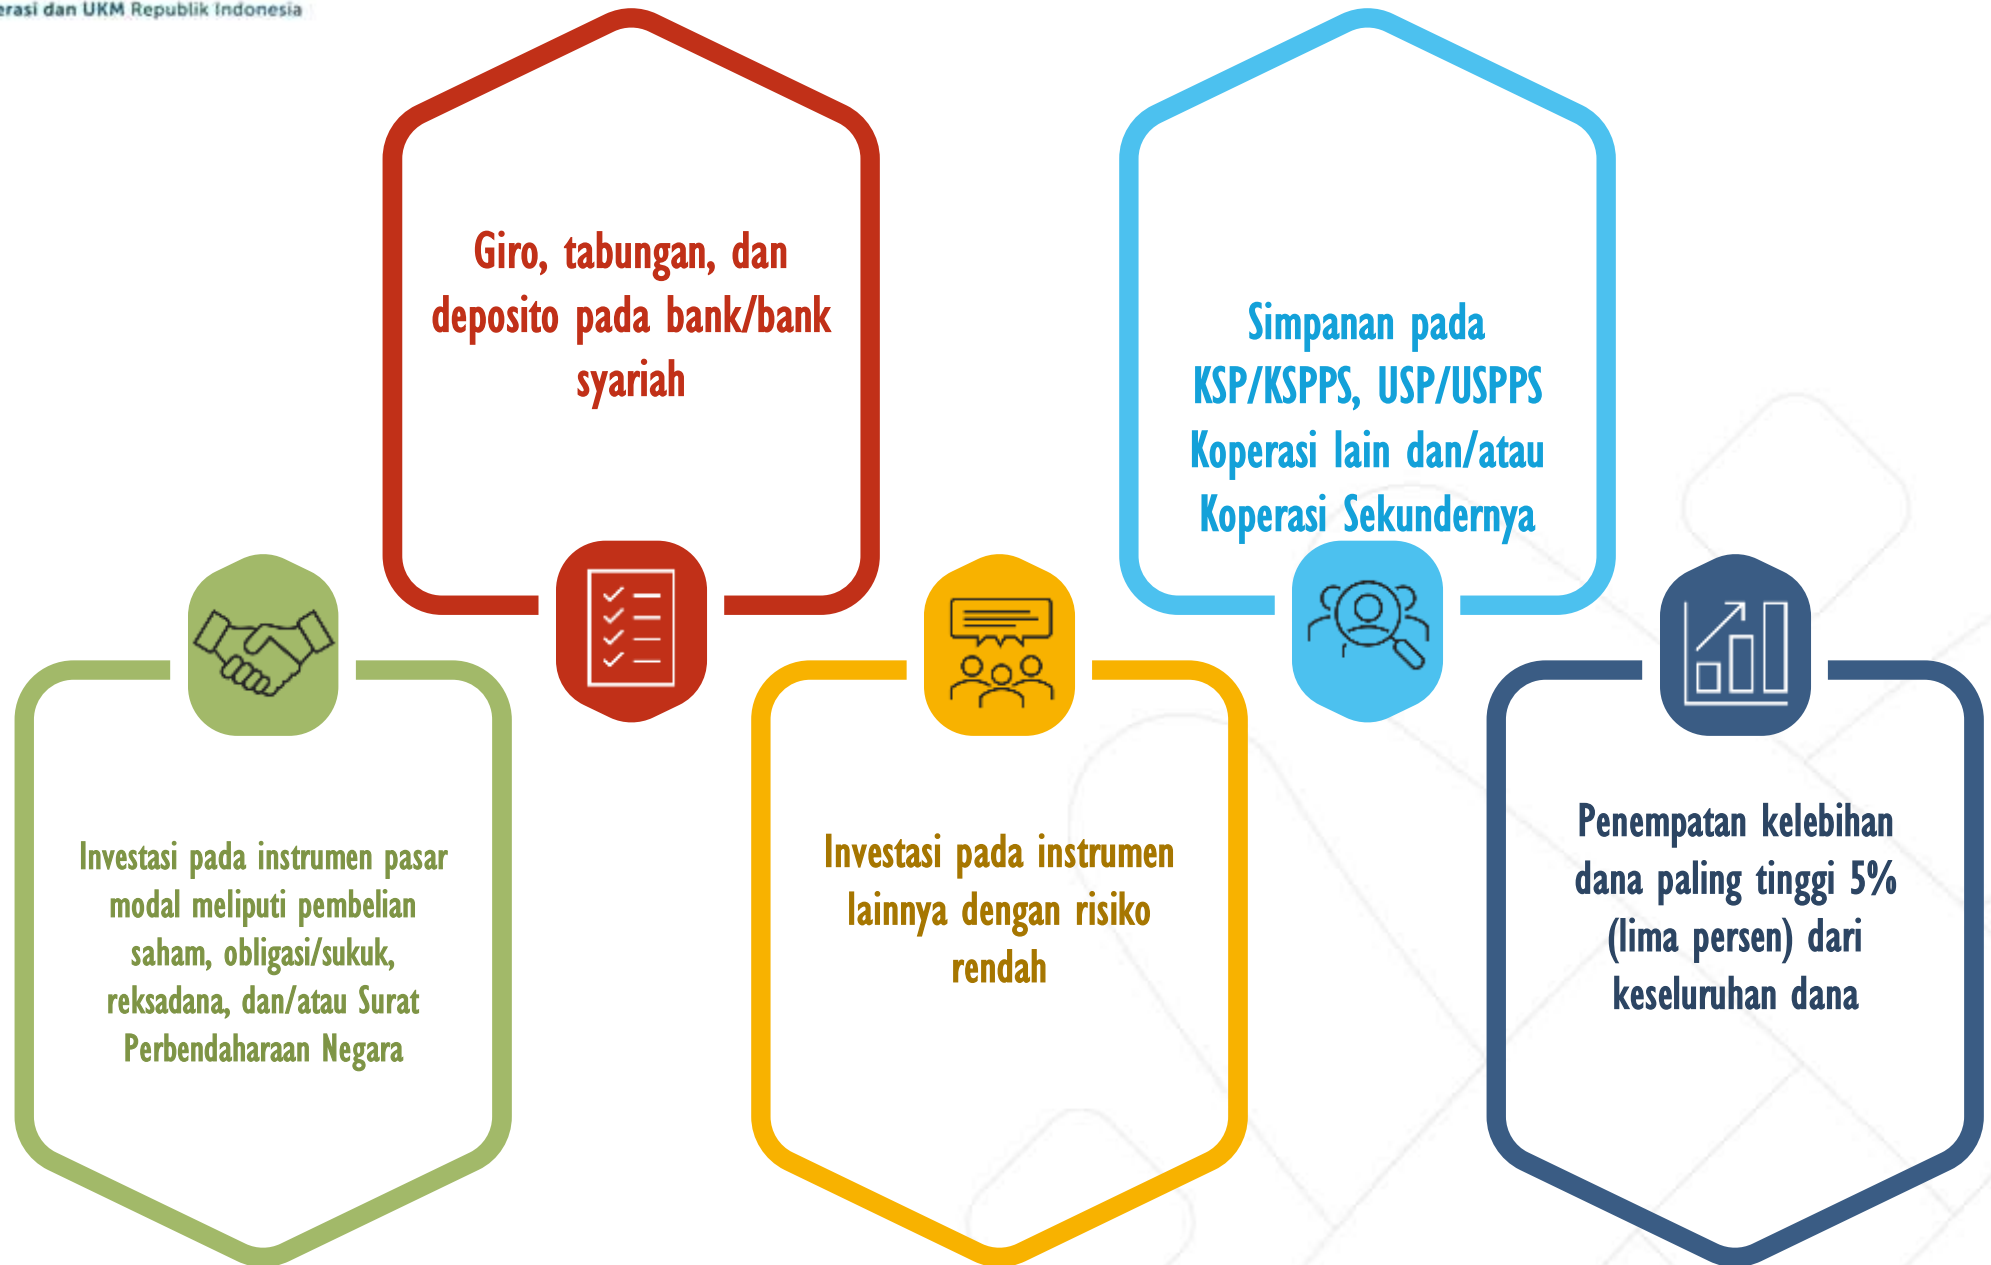 dan UKM Republik Indonesia
Giro, tabungan, dan
deposito pada bank/bank
syariah
Simpanan pada
KSP/KSPPS, USP/USPPS
Koperasi lain dan/atau
Koperasi Sekundernya
Investasi pada instrumen pasar
modal meliputi pembelian
saham, obligasi/sukuk,
reksadana, dan/atau Surat
Perbendaharaan Negara
Investasi pada instrumen
lainnya dengan risiko
rendah
Penempatan kelebihan
dana paling tinggi 5%
(lima persen) dari
keseluruhan dana